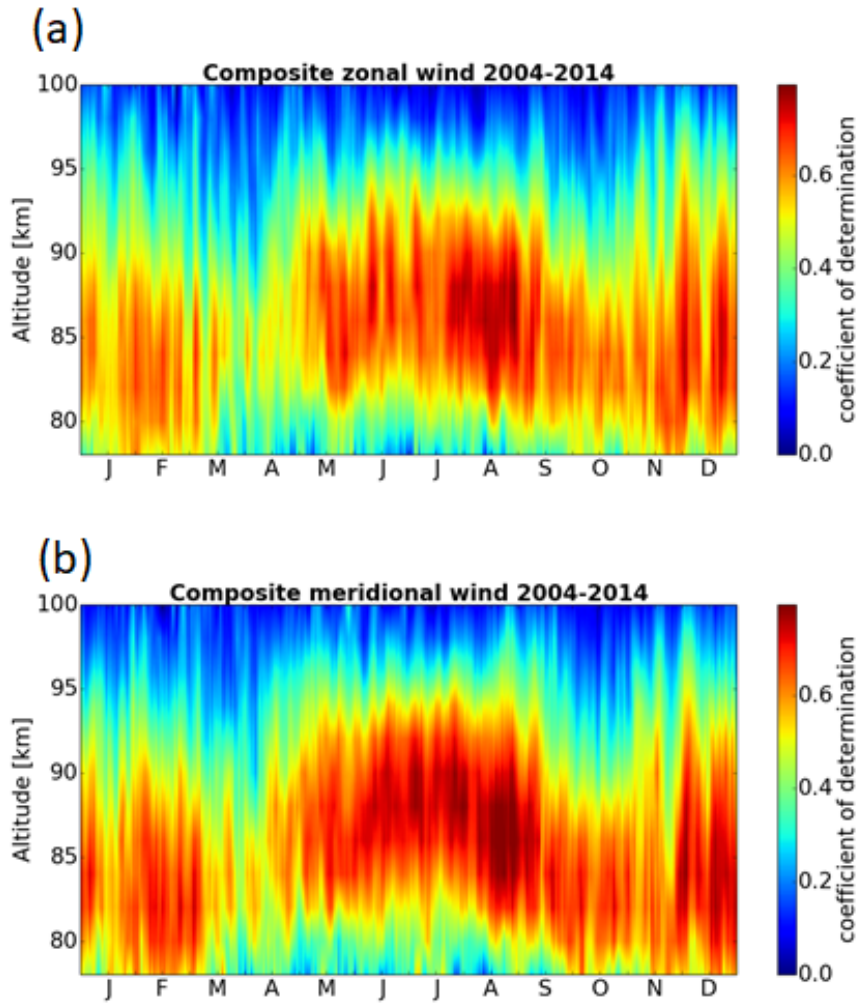 (a)
Composite zonal wind 2004-2014
100
95
90
85
80
Altitude [km]
J F M A M J J A S O N D
0.6
0.4
0.2
0.0
coefficient of determination
(b)
Composite meridional wind 2004-2014
100
95
90
85
80
Altitude [km]
J F M A M J J A S O N D
0.6
0.4
0.2
0.0
coefficient of determination